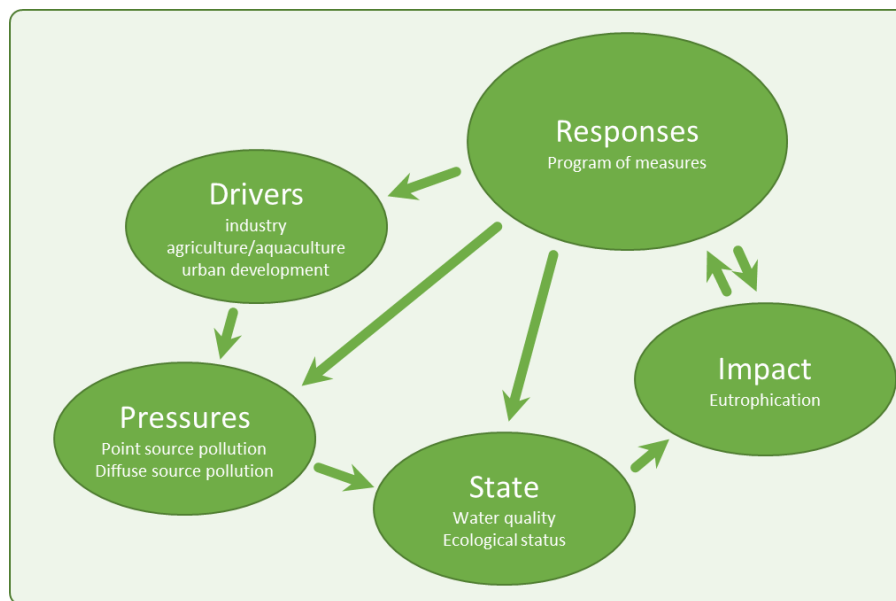 Responses
Program of measures
Drivers
industry
agriculture/aquaculture
urban development
Impact
Eutrophication
Pressures
Point source pollution
Diffuse source pollution
State
Water quality
Ecological status